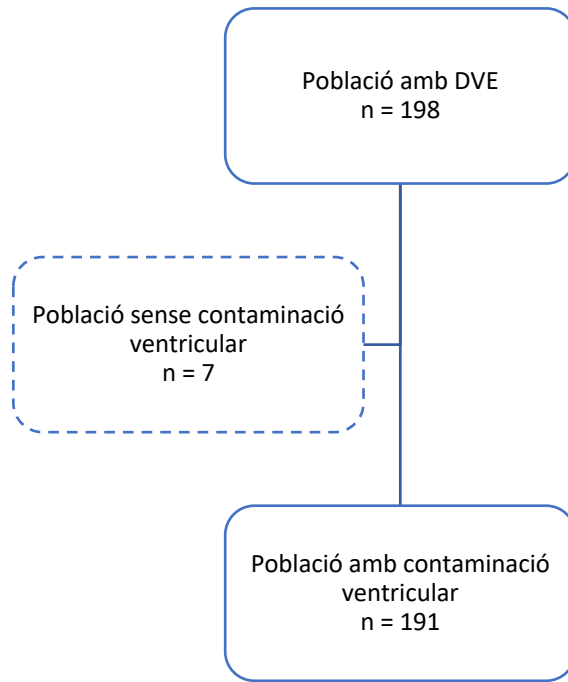 Població amb DVE
n = 198
Població sense contaminació
ventricular
n = 7
Població amb contaminació
ventricular
n = 191